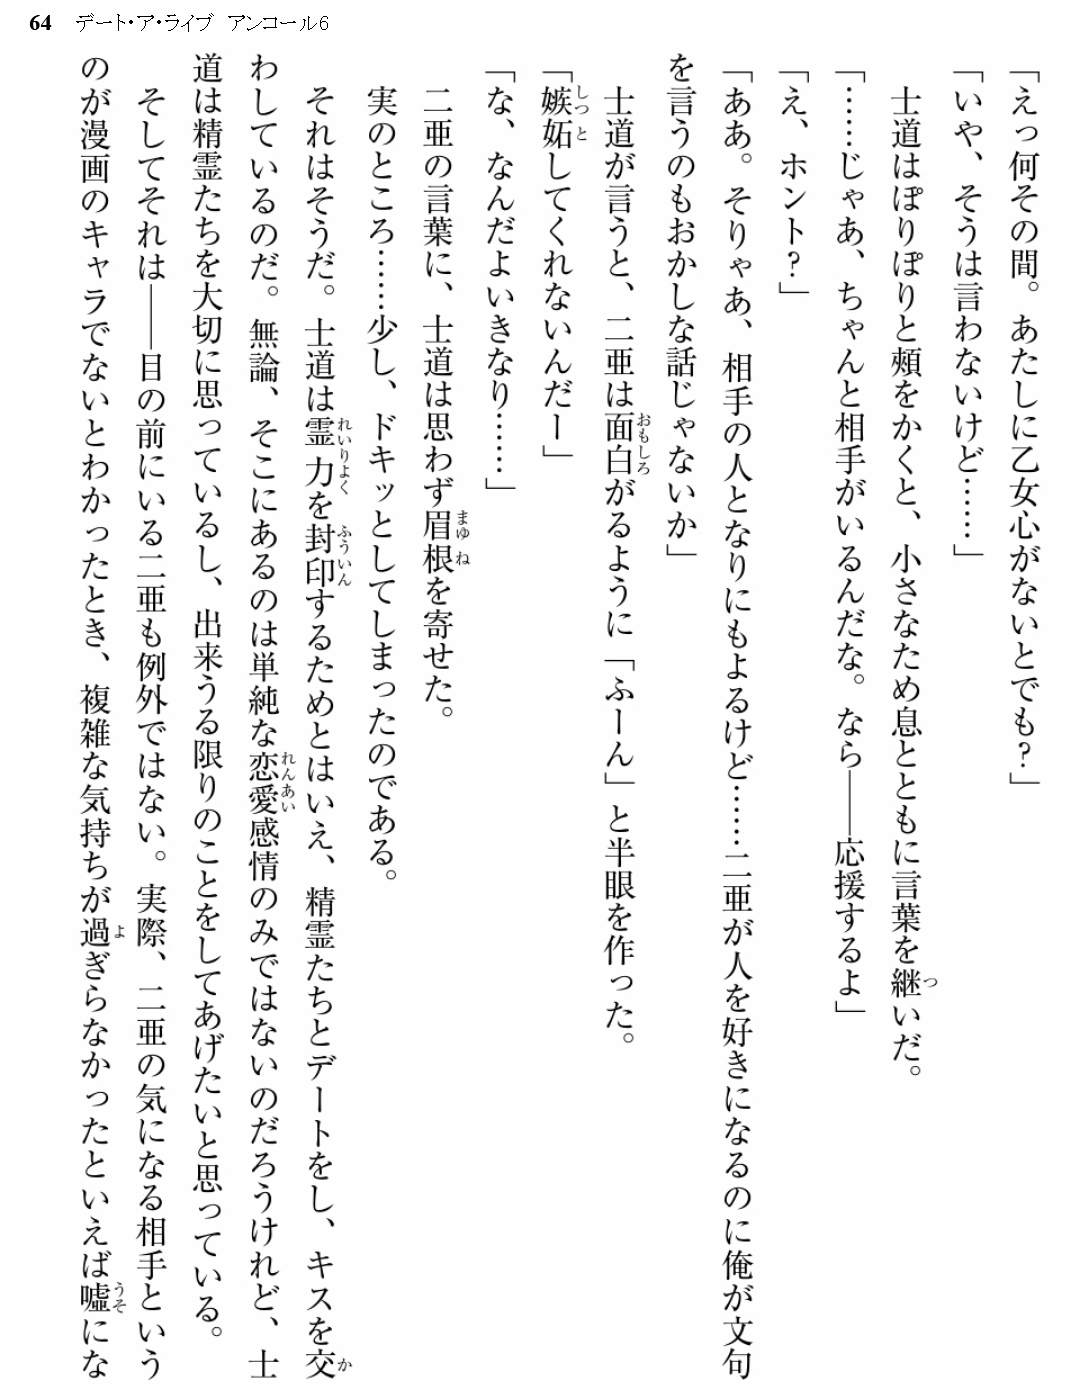 64 デート・ア・ライブ アンコール6
「えっ何その間。あたしに乙女心がないとでも?」
「いや、そうは言わないけど……」
　士道はぽりぽりと頬をかくと、小さなため息とともに言葉を継いだ。
「……じゃあ、ちゃんと相手がいるんだな。なら――応援するよ」
「え、ホント?」
「ああ。そりゃあ、相手の人となりにもよるけど……二亜が人を好きになるのに俺が文句
を言うのもおかしな話じゃないか」
　士道が言うと、二亜は面白がるように「ふーん」と半眼を作った。
「嫉妬してくれないんだー」
「な、なんだよいきなり……」
　二亜の言葉に、士道は思わず眉根を寄せた。
　実のところ……少し、ドキッとしてしまったのである。
　それはそうだ。士道は霊力を封印するためとはいえ、精霊たちとデートをし、キスを交
わしているのだ。無論、そこにあるのは単純な恋愛感情のみではないのだろうけれど、士
道は精霊たちを大切に思っているし、出来うる限りのことをしてあげたいと思っている。
　そしてそれは――目の前にいる二亜も例外ではない。実際、二亜の気になる相手という
のが漫画のキャラでないとわかったとき、複雑な気持ちが過ぎらなかったといえば嘘にな